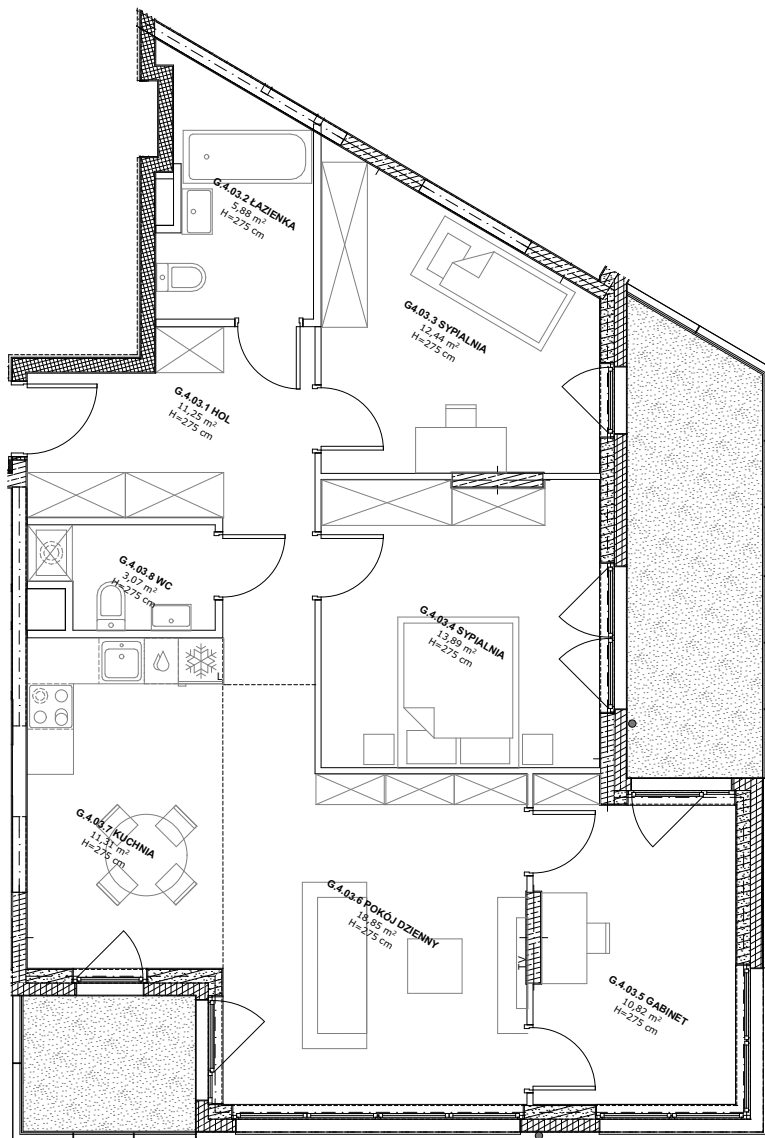 G.4.03.2 ŁAZIENKA
5,88 m²
H=275 cm
G4.03.3 SYPIALNIA
12,44 m²
H=275 cm
G.4.03.1 HOL
11,25 m²
H=275 cm
G.4.03.8 WC
3,07 m²
H=275 cm
G.4.03.4 SYPIALNIA
13,89 m²
H=275 cm
G.4.03.7 KUCHNIA
11,31 m²
H=275 cm
G.4.03.6 POKÓJ DZIENNY
18,85 m²
H=275 cm
TV
G.4.03.5 GABINET
10,82 m²
H=275 cm